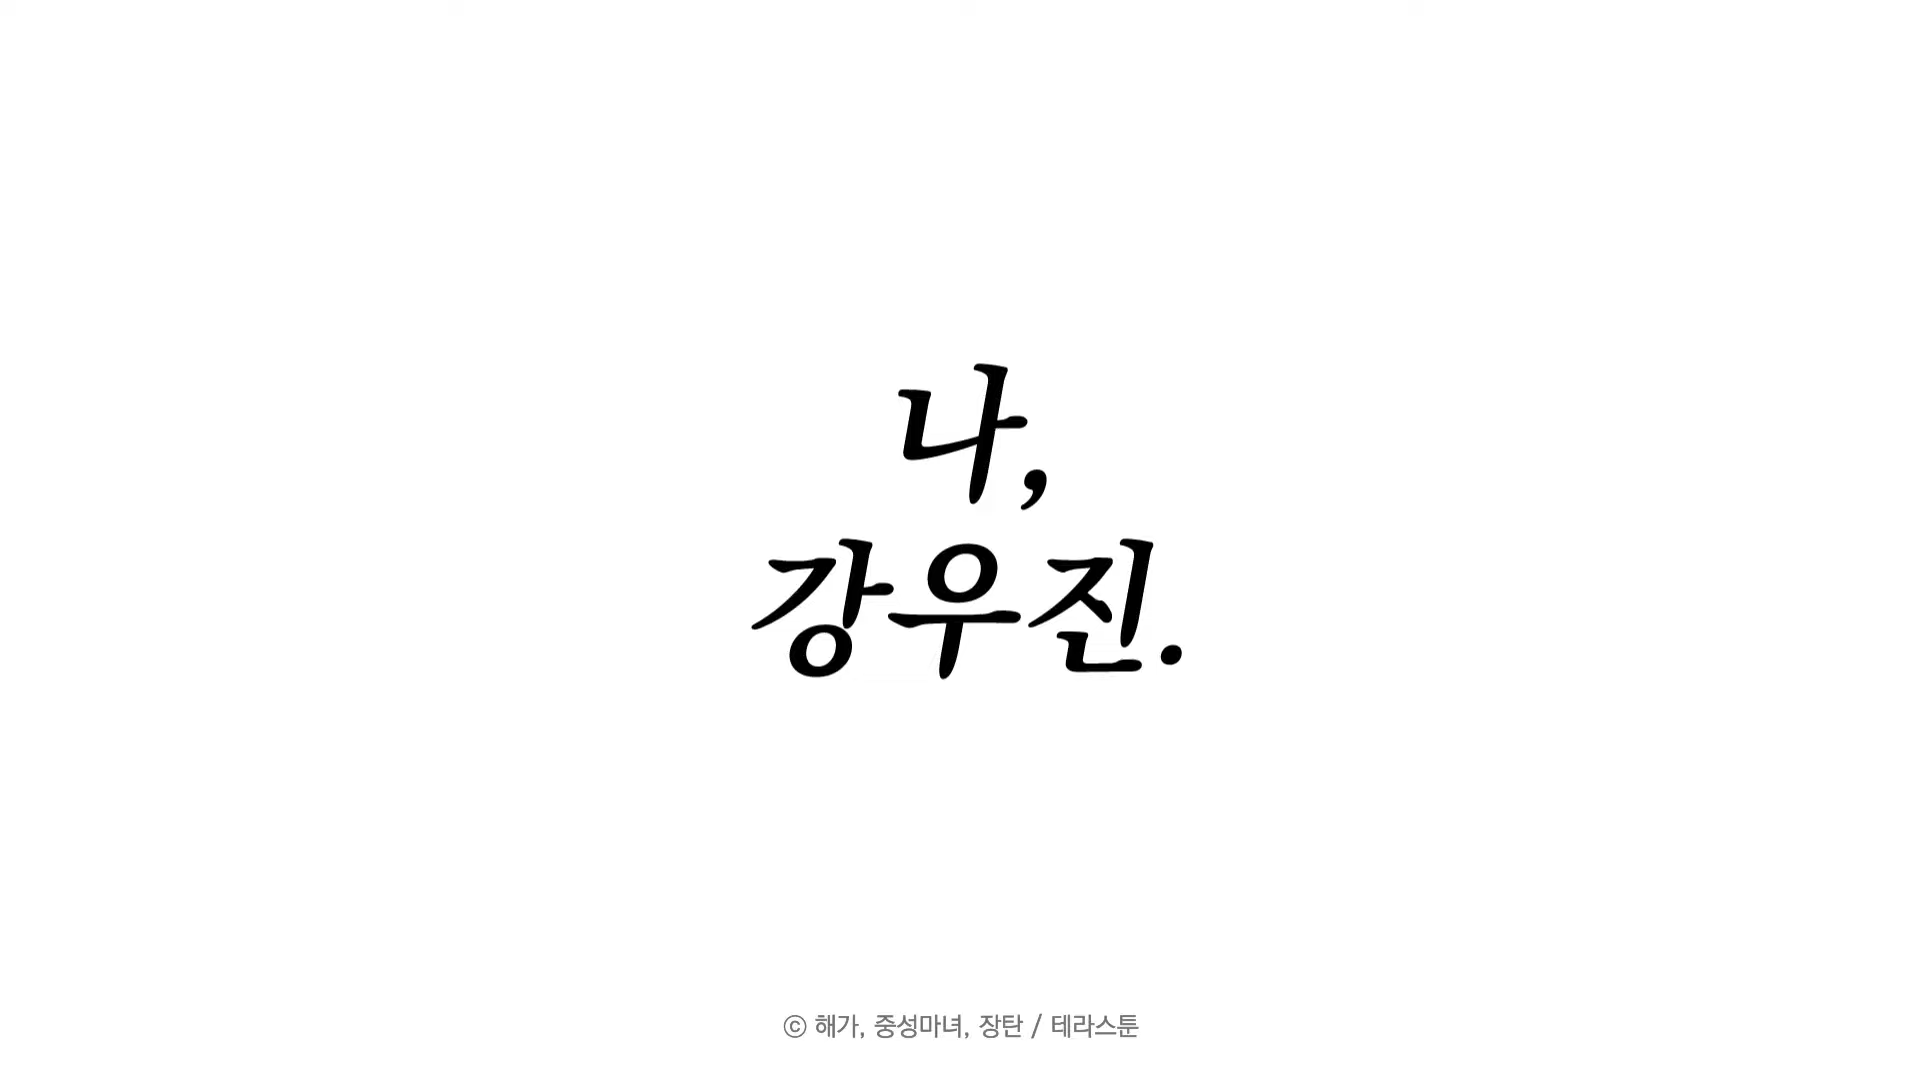 나,
강우진.
ⓒ 해가, 중성마녀, 장탄 / 테라스툰